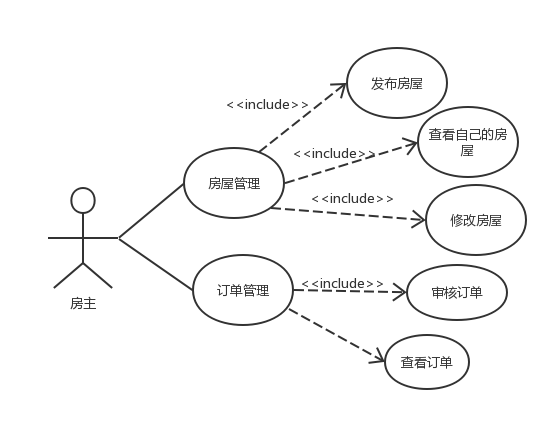 发布房屋
<<include>>
查看自己的房
屋
<<include>>
房屋管理
<<include>>
修改房屋
房主
订单管理
<<include>>
审核订单
查看订单